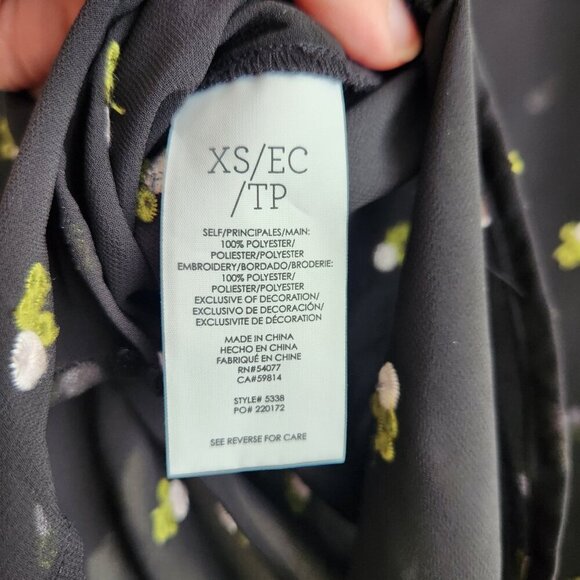 XS/EC
/TP
SELF/PRINCIPALES/MAIN:
100% POLYESTER/
POLIESTER/POLYESTER
EMBROIDERY/BORDADO/BRODERIE:
100% POLYESTER/
POLIESTER/POLYESTER
EXCLUSIVE OF DECORATION/
EXCLUSIVO DE DECORACIÓN/
EXCLUSIVITE DE DÉCORATION
MADE IN CHINA
HECHO EN CHINA
FABRIQUÉ EN CHINE
RN#54077
CA#59814
STYLE# 5338
PO# 220172
SEE REVERSE FOR CARE